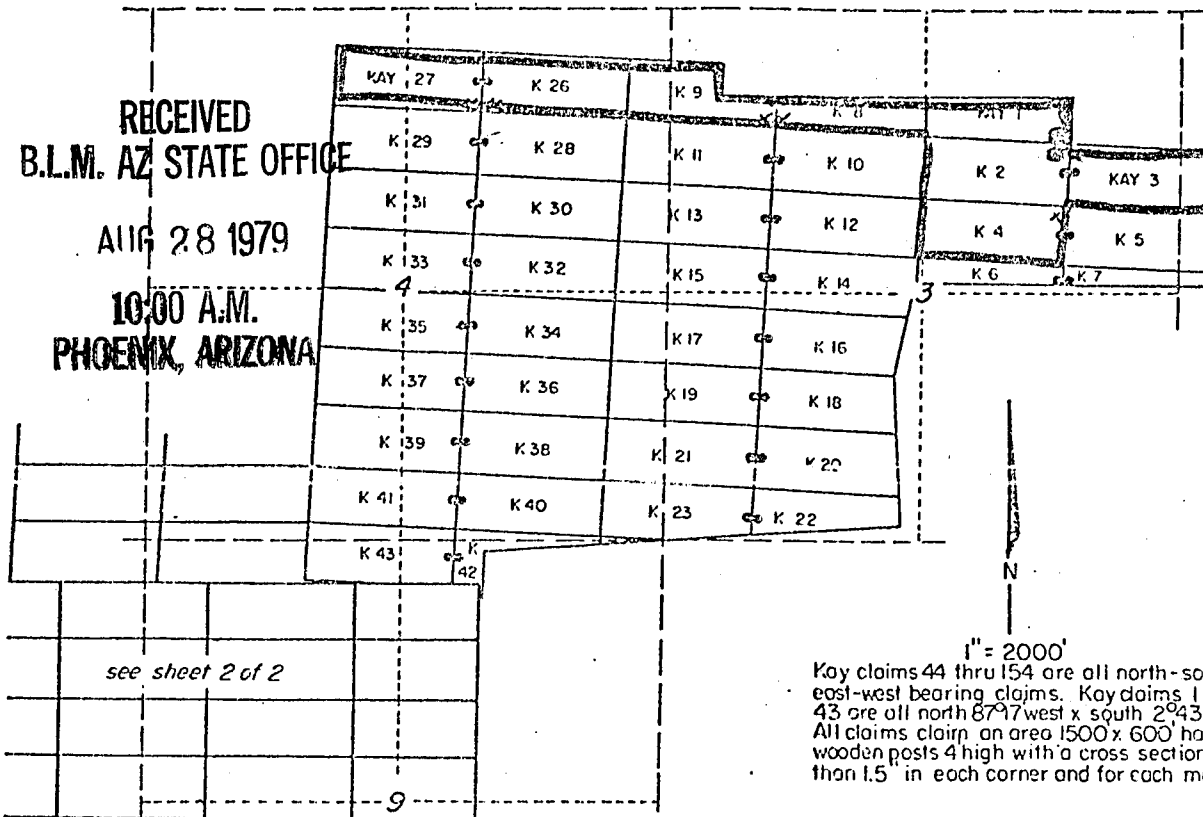 RECEIVED
B.L.M. AZ STATE OFFICE
AUG 28 1979
10:00 A.M.
PHOENIX, ARIZONA
KAY 27
K 26
K 9
K 8
KAY 1
K 29
K 28
K 11
K 10
K 2
KAY 3
K 31
K 30
K 13
K 12
K 4
K 5
K 33
K 32
K 15
K 14
K 6
K 7
4
3
K 35
K 34
K 17
K 16
K 37
K 36
K 19
K 18
K 39
K 38
K 21
K 20
K 41
K 40
K 23
K 22
K 43
K
42
N
see sheet 2 of 2
9
1" = 2000'
Kay claims 44 thru 154 are all north-so
east-west bearing claims. Kay claims 1
43 are all north 87°17 west x south 2°43
All claims claim an area 1500' x 600' ha
wooden posts 4' high with a cross section
than 1.5" in each corner and for each m